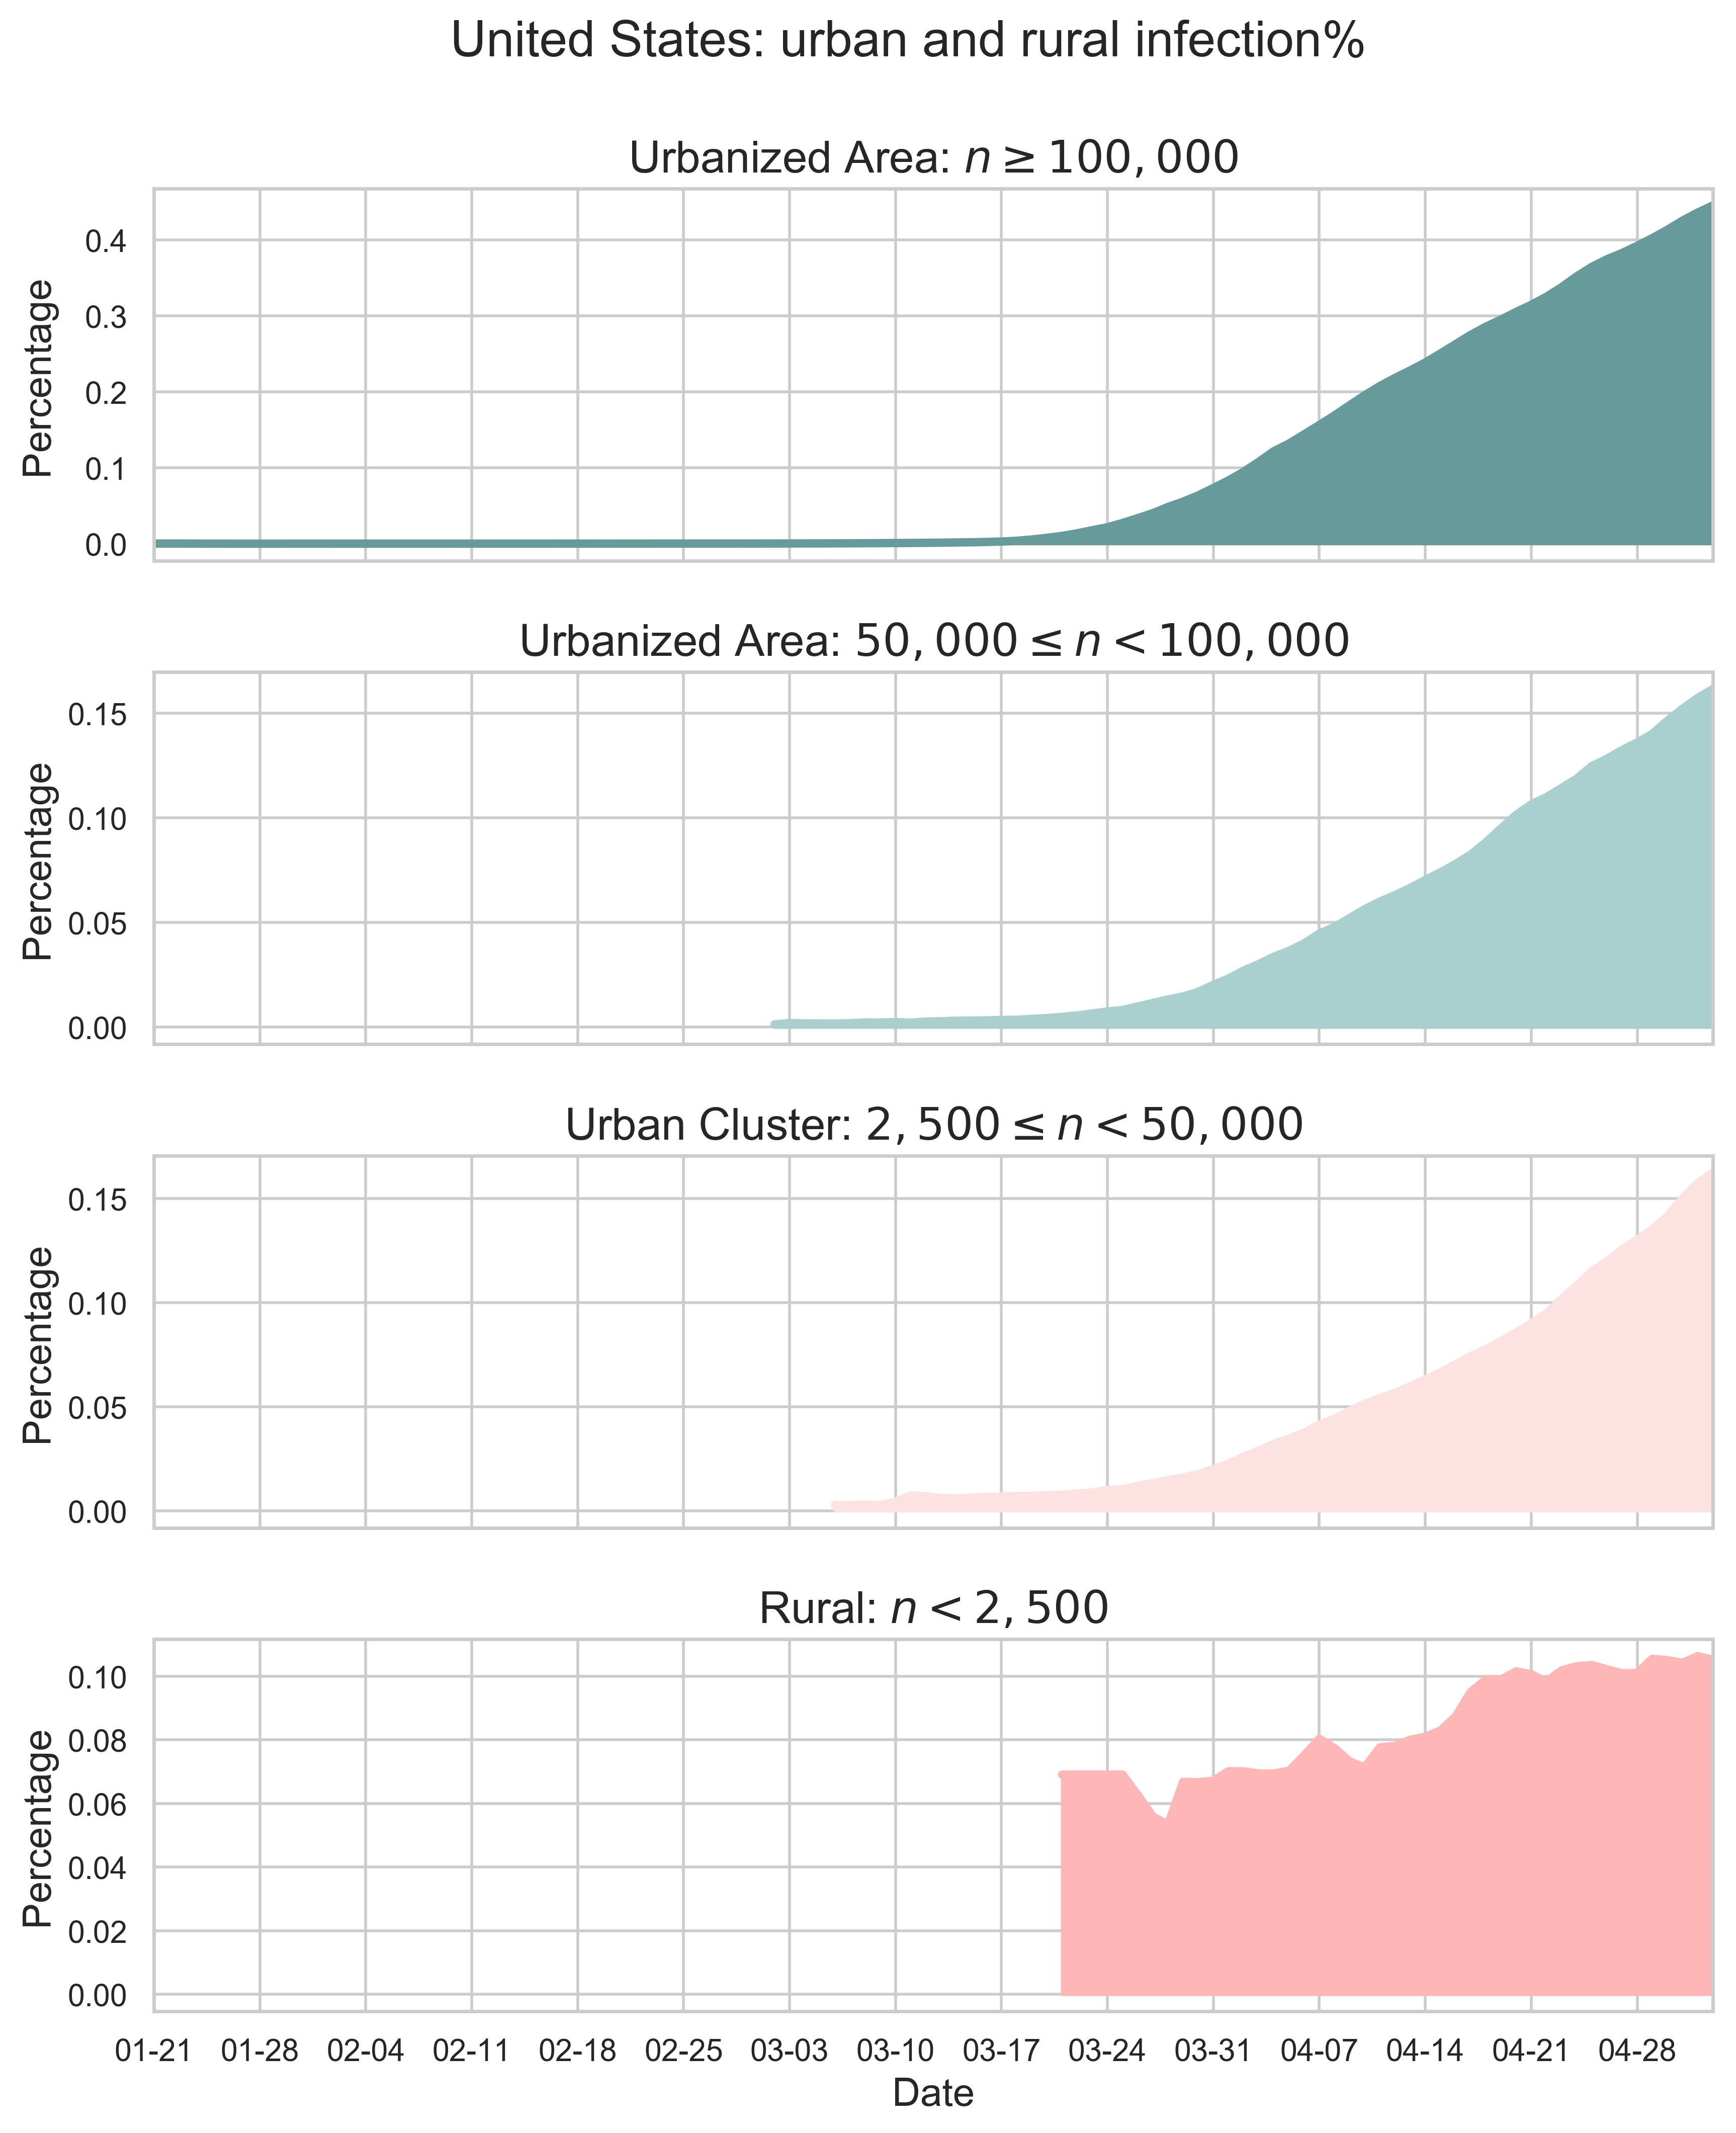 United States: urban and rural infection%
Urbanized Area: n ≥ 100,000
Percentage
0.4
0.3
0.2
0.1
0.0
Urbanized Area: 50,000 ≤ n < 100,000
Percentage
0.15
0.10
0.05
0.00
Urban Cluster: 2,500 ≤ n < 50,000
Percentage
0.15
0.10
0.05
0.00
Rural: n < 2,500
Percentage
0.10
0.08
0.06
0.04
0.02
0.00
01-21 01-28 02-04 02-11 02-18 02-25 03-03 03-10 03-17 03-24 03-31 04-07 04-14 04-21 04-28
Date